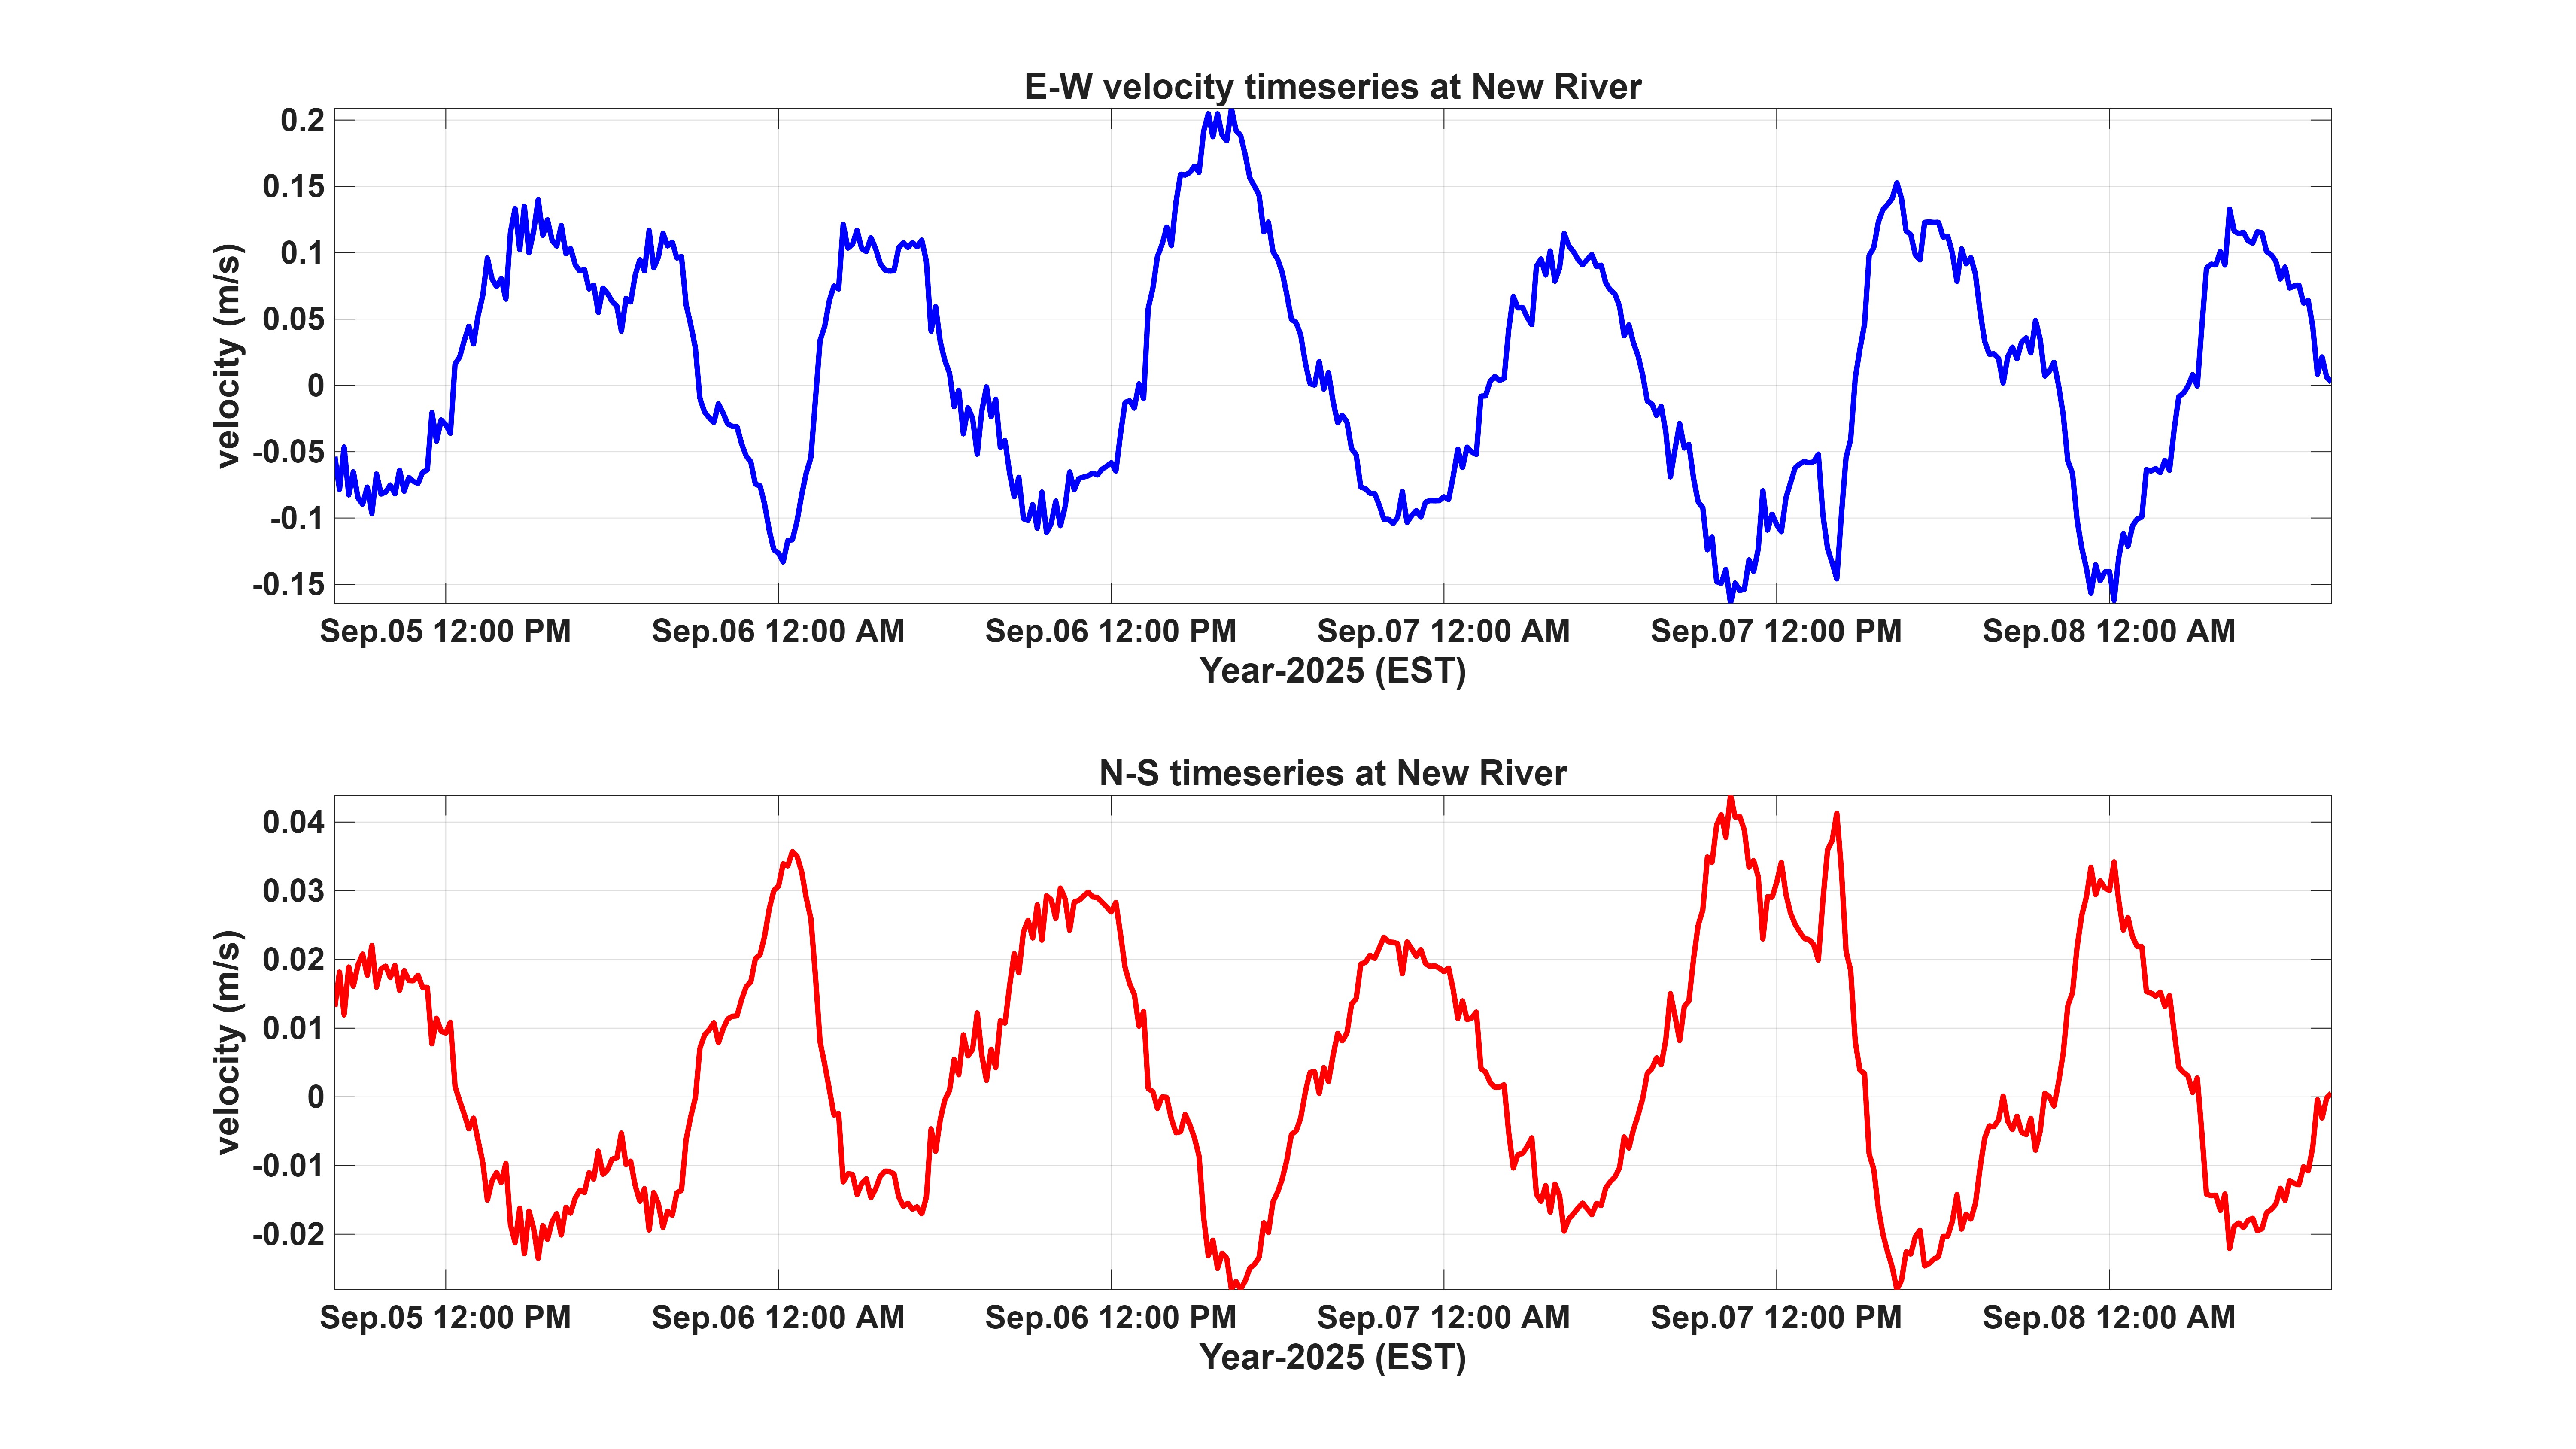 E-W velocity timeseries at New River
velocity (m/s)
0.2
0.15
0.1
0.05
0
-0.05
-0.1
-0.15
Sep.05 12:00 PM Sep.06 12:00 AM Sep.06 12:00 PM Sep.07 12:00 AM Sep.07 12:00 PM Sep.08 12:00 AM
Year-2025 (EST)
N-S timeseries at New River
velocity (m/s)
0.04
0.03
0.02
0.01
0
-0.01
-0.02
Sep.05 12:00 PM Sep.06 12:00 AM Sep.06 12:00 PM Sep.07 12:00 AM Sep.07 12:00 PM Sep.08 12:00 AM
Year-2025 (EST)